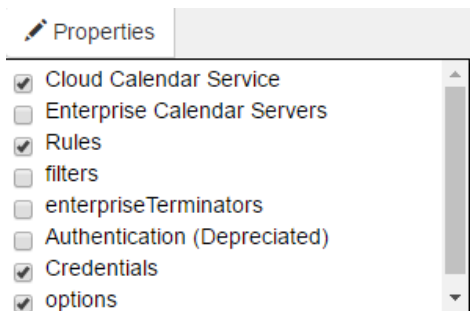 Properties
Cloud Calendar Service
Enterprise Calendar Servers
Rules
filters
enterpriseTerminators
Authentication (Depreciated)
Credentials
options